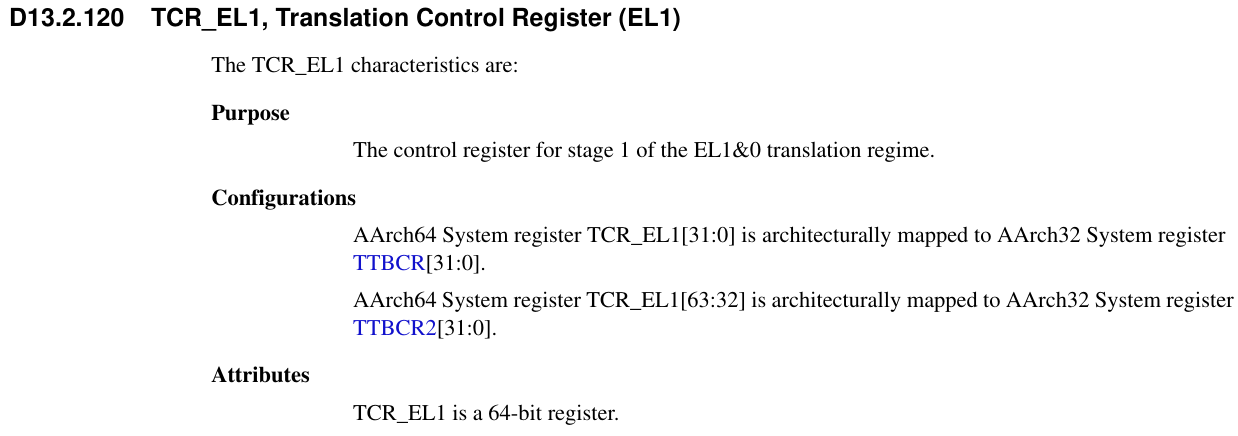 D13.2.120 TCR_EL1, Translation Control Register (EL1)
The TCR_EL1 characteristics are:
Purpose
The control register for stage 1 of the EL1&0 translation regime.
Configurations
AArch64 System register TCR_EL1[31:0] is architecturally mapped to AArch32 System register
TTBCR[31:0].
AArch64 System register TCR_EL1[63:32] is architecturally mapped to AArch32 System register
TTBCR2[31:0].
Attributes
TCR_EL1 is a 64-bit register.